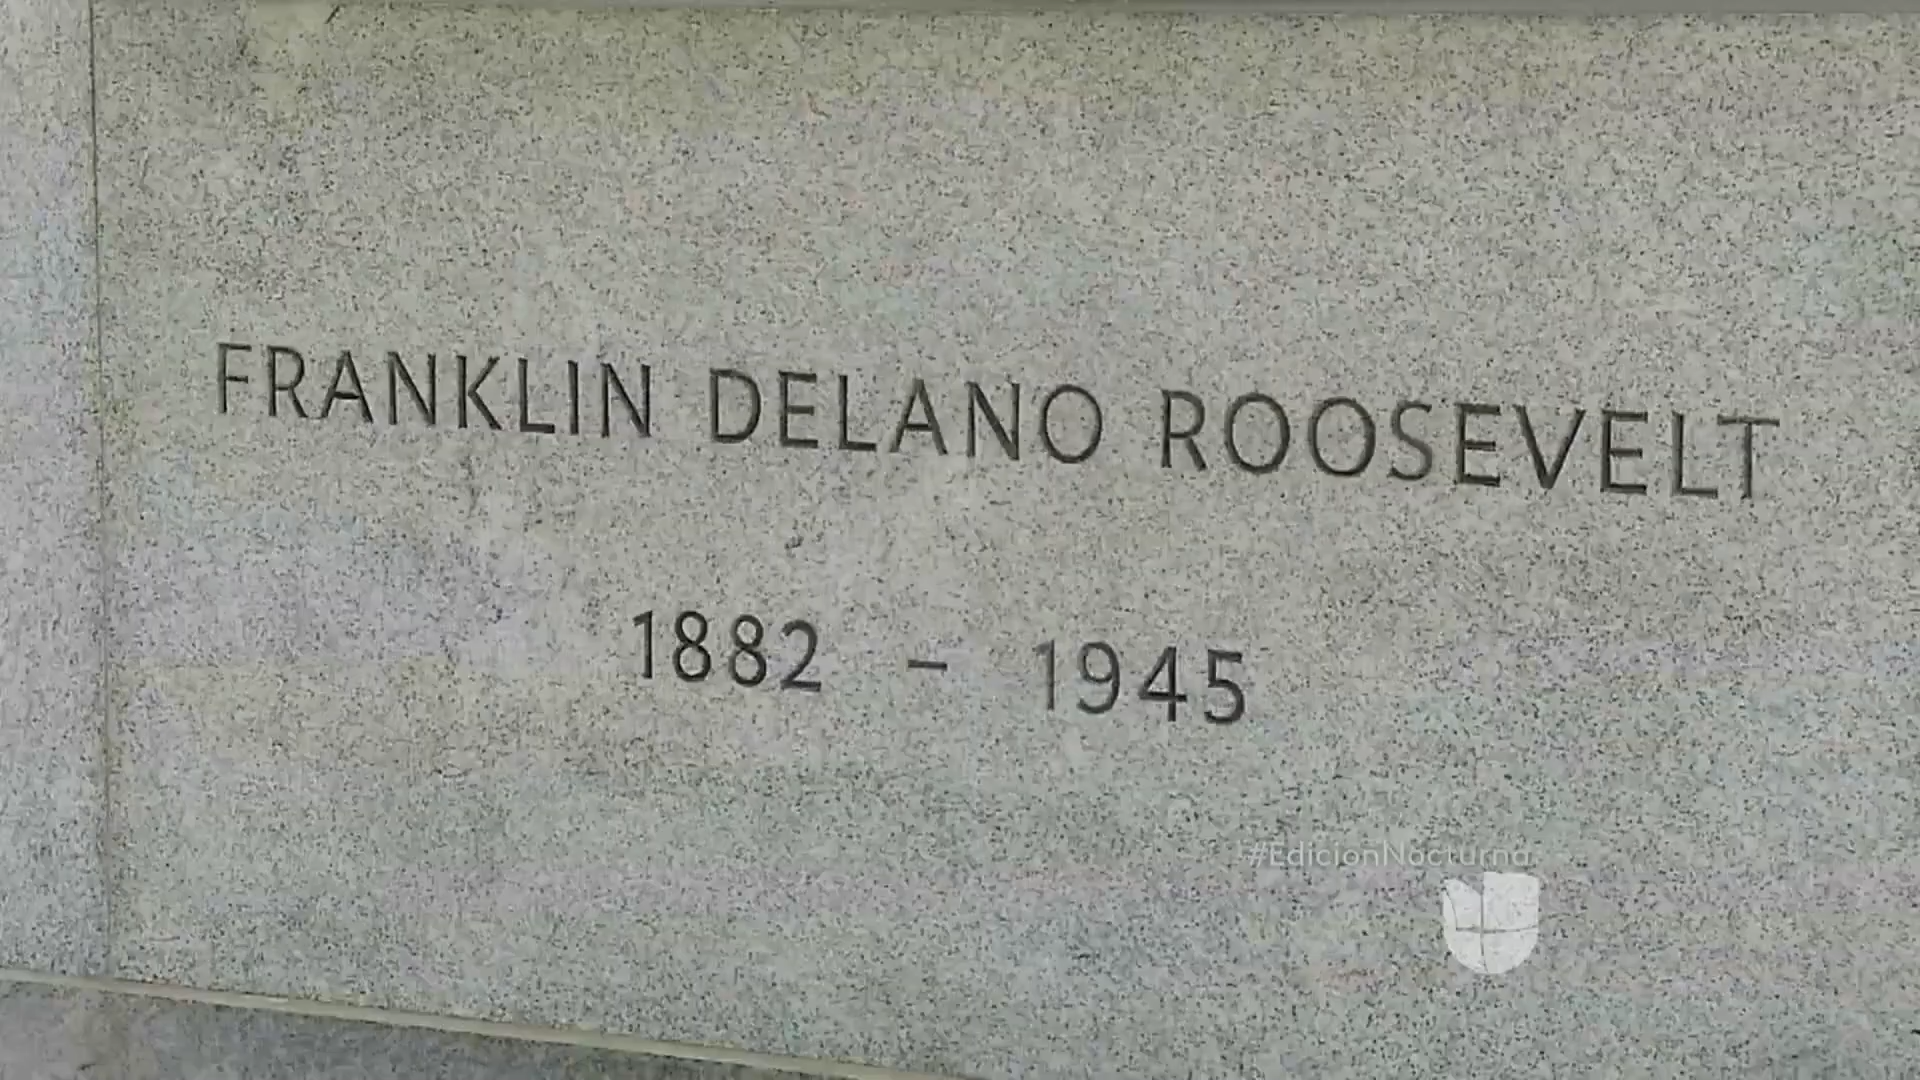 FRANKLIN DELANO ROOSEVELT
1882 – 1945
#EdicionNocturna